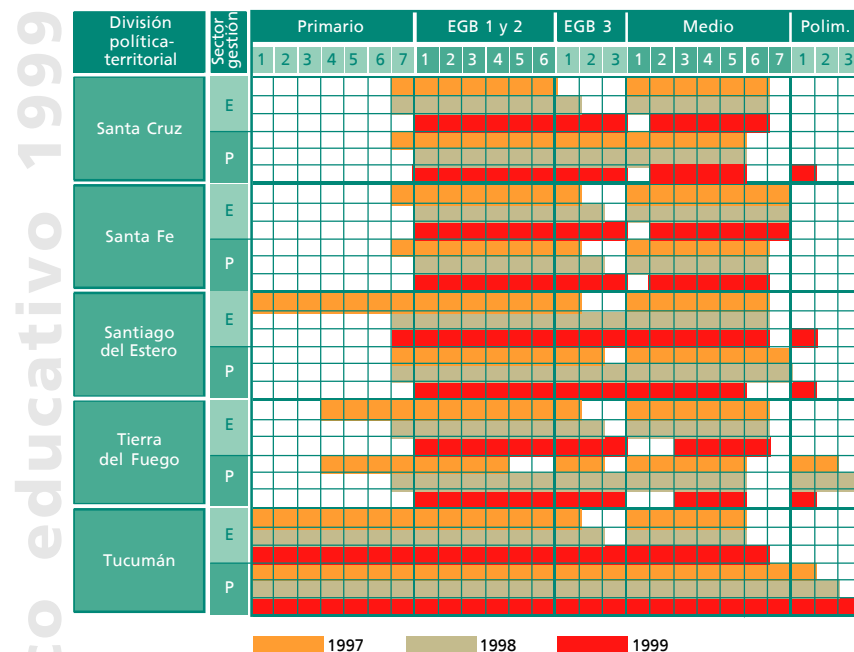 co educativo 1999
División
política-
territorial
Sector
gestión
Primario
EGB 1 y 2
EGB 3
Medio
Polim.
1 2 3 4 5 6 7 1 2 3 4 5 6 1 2 3 1 2 3 4 5 6 7 1 2 3
Santa Cruz
E
P
Santa Fe
E
P
Santiago
del Estero
E
P
Tierra
del Fuego
E
P
Tucumán
E
P
1997
1998
1999